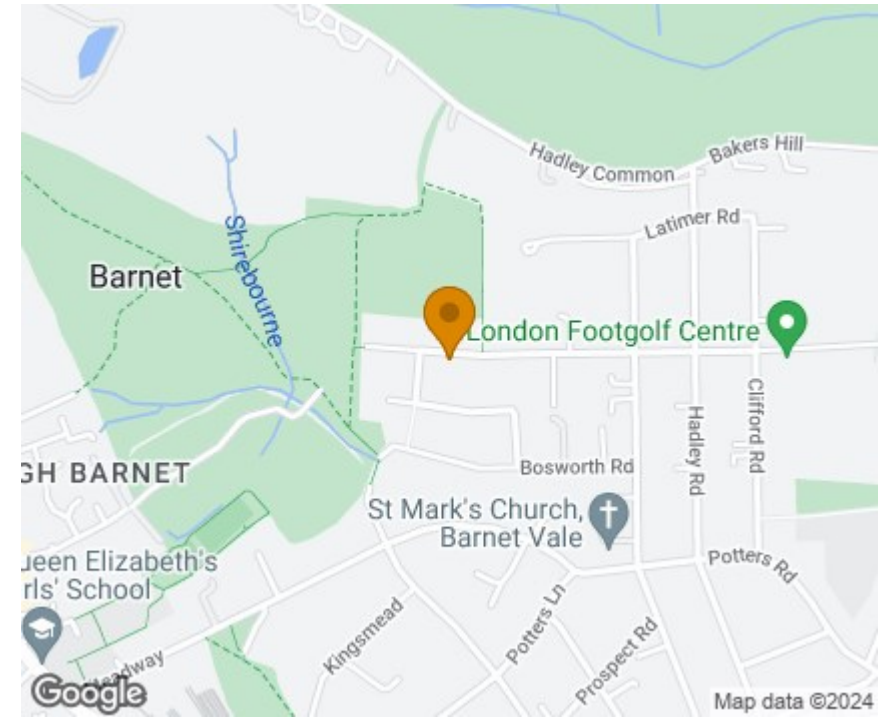 Hadley Common
Bakers Hill
Latimer Rd
Shirebourne
Barnet
London Footgolf Centre
Clifford Rd
Hadley Rd
GH BARNET
Bosworth Rd
St Mark's Church,
Barnet Vale
ueen Elizabeth's
rls' School
Potters Rd
Potters Ln
Kingsmead
Prospect Rd
Meadway
Google
Map data ©2024